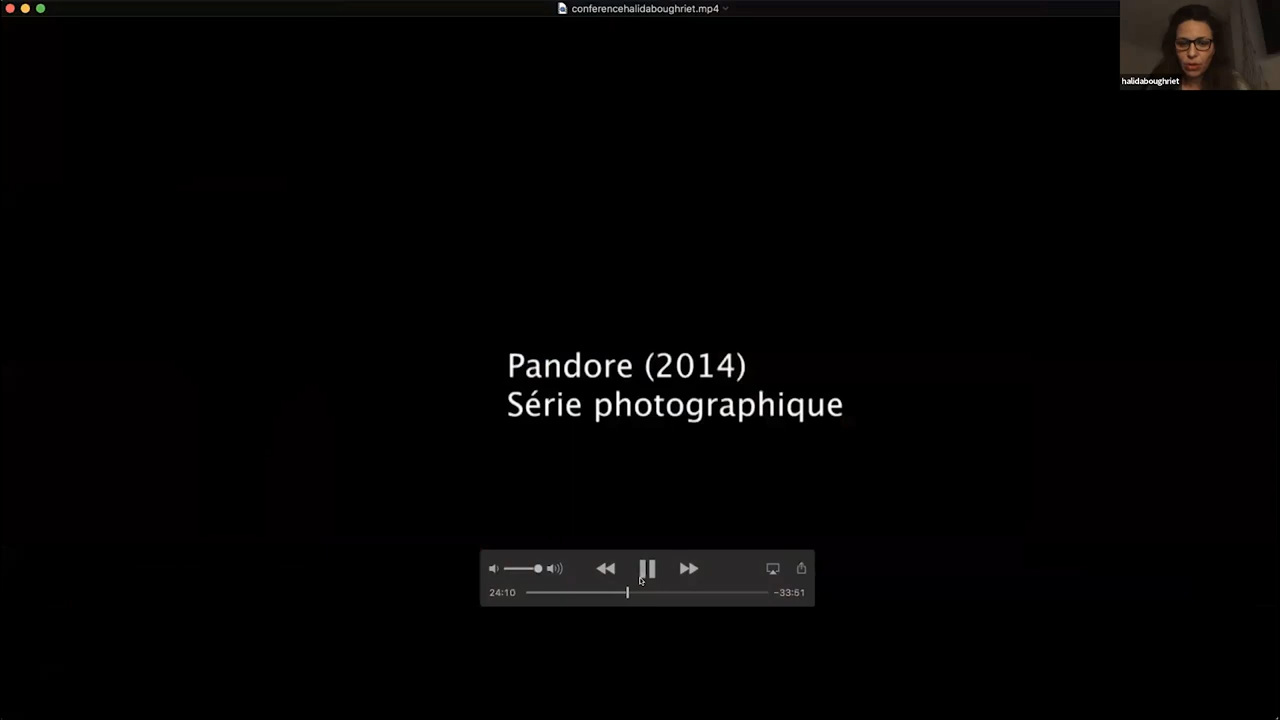 conferencehalidaboughriet.mp4
halidaboughriet
Pandore (2014)
Série photographique
24:10
-33:51